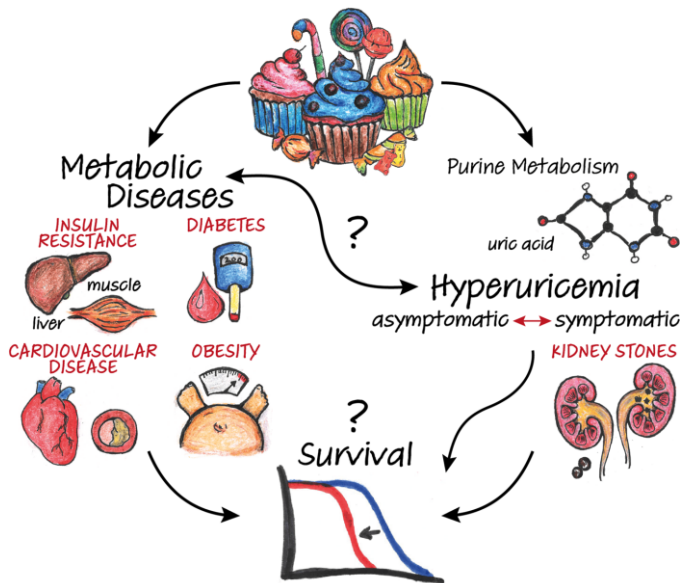 Metabolic
Diseases
Purine Metabolism
uric acid
?
INSULIN
RESISTANCE
DIABETES
200
muscle
liver
Hyperuricemia
asymptomatic symptomatic
CARDIOVASCULAR
DISEASE
OBESITY
KIDNEY STONES
?
Survival